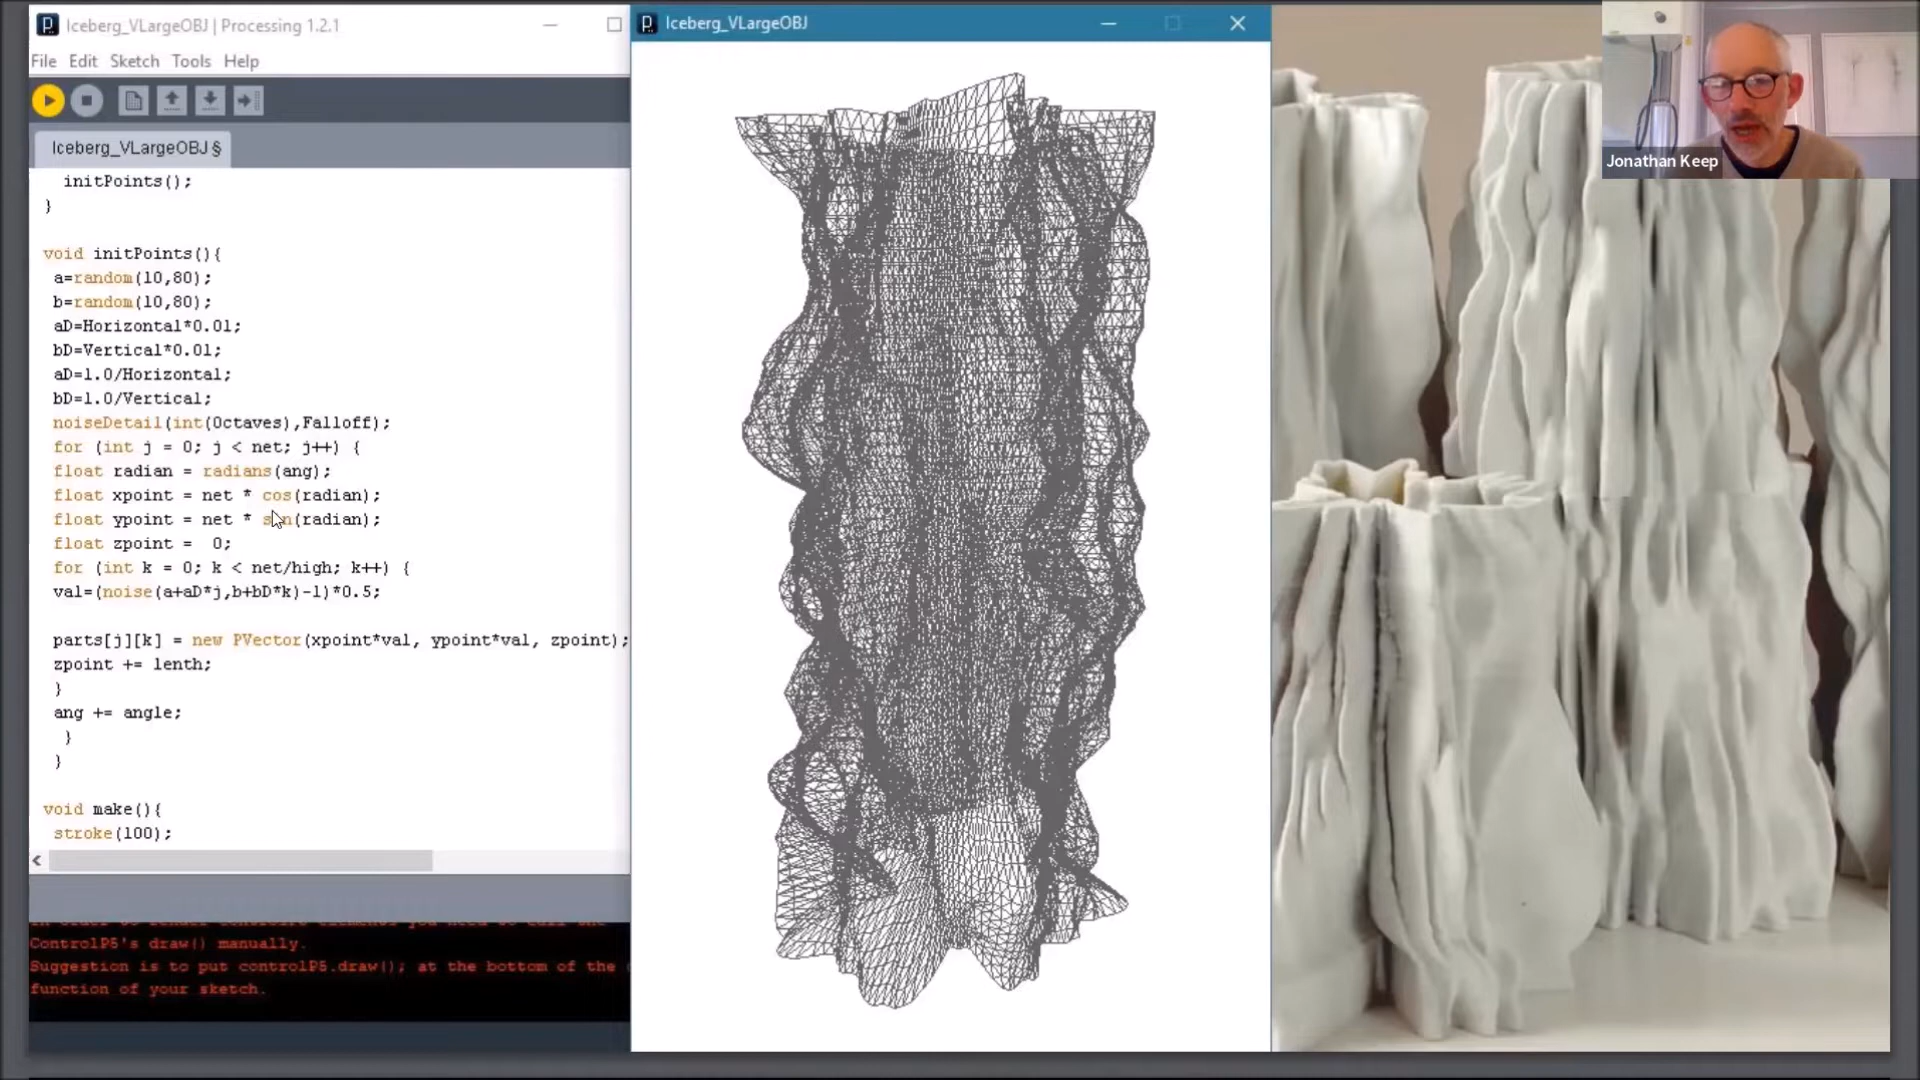 Iceberg_VLargeOBJ | Processing 1.2.1
File Edit Sketch Tools Help
Iceberg_VLargeOBJ §
initPoints();
}
void initPoints(){
a=random(10,80);
b=random(10,80);
aD=Horizontal*0.01;
bD=Vertical*0.01;
aD=1.0/Horizontal;
bD=1.0/Vertical;
noiseDetail(int(Octaves),Falloff);
for (int j = 0; j < net; j++) {
float radian = radians(ang);
float xpoint = net * cos(radian);
float ypoint = net * sin(radian);
float zpoint =  0;
for (int k = 0; k < net/high; k++) {
val=(noise(a+aD*j,b+bD*k)-1)*0.5;
parts[j][k] = new PVector(xpoint*val, ypoint*val, zpoint);
zpoint += lenth;
}
ang += angle;
}
}
void make(){
stroke(100);
ControlP5's draw() manually.
Suggestion is to put controlP5.draw(); at the bottom of the
function of your sketch.
Iceberg_VLargeOBJ
Jonathan Keep